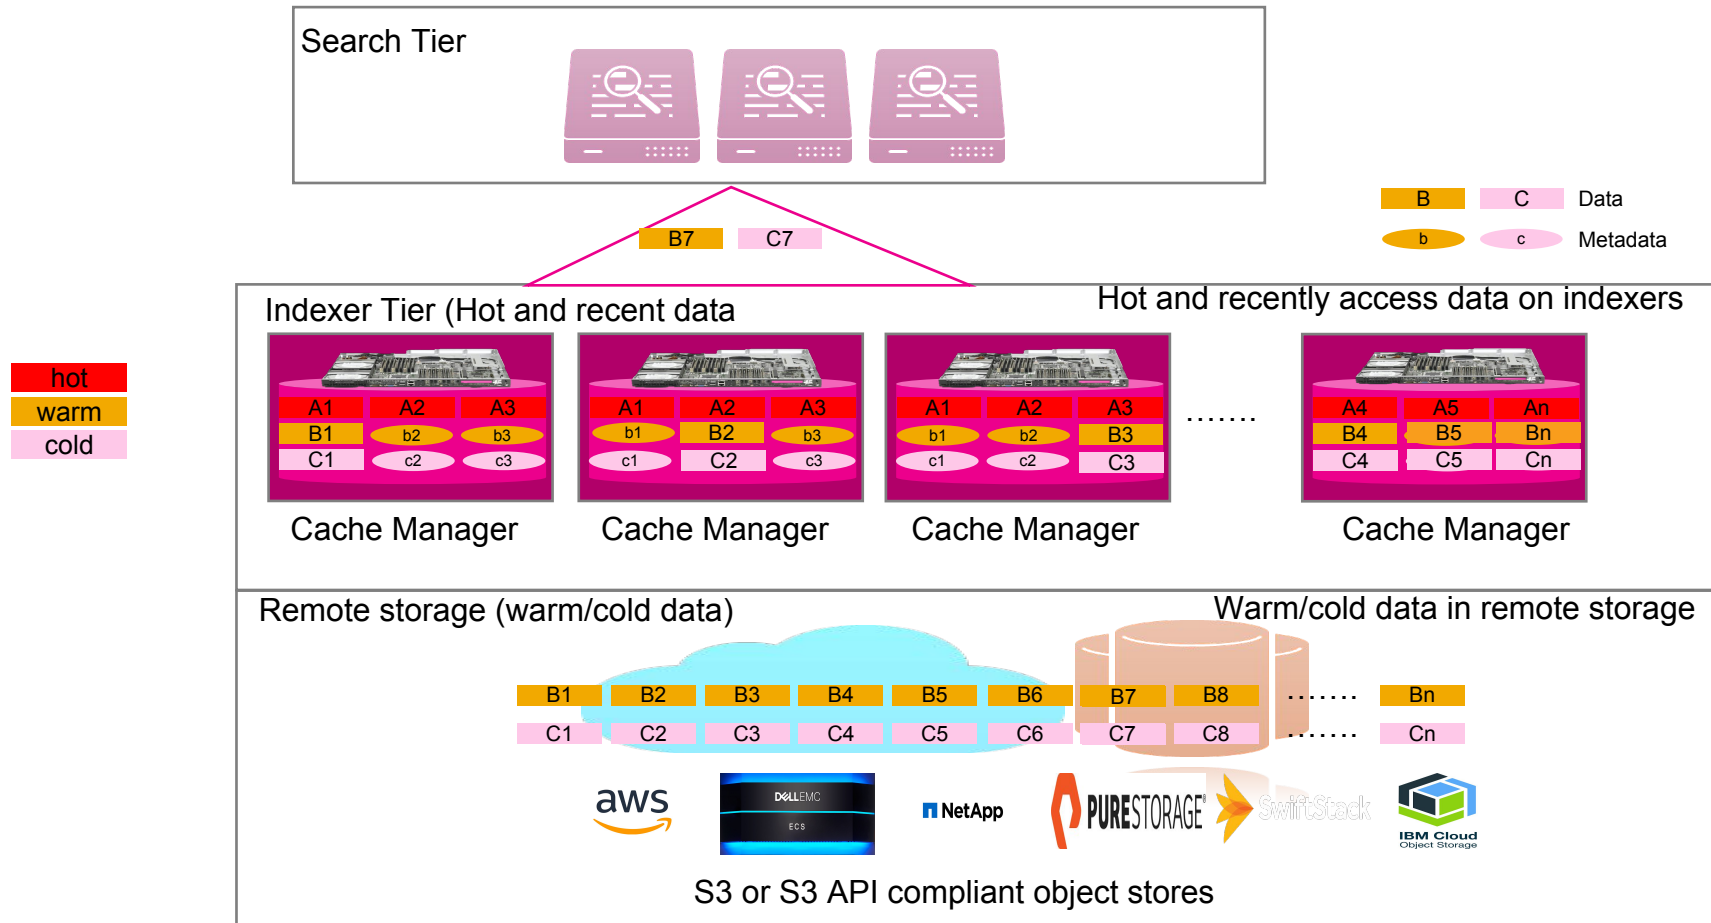 Search Tier
B C Data
b c Metadata
B7 C7
Indexer Tier (Hot and recent data
Hot and recently access data on indexers
hot
warm
cold
A1 A2 A3
B1 b2 b3
C1 c2 c3
Cache Manager
A1 A2 A3
b1 B2 b3
c1 C2 c3
Cache Manager
A1 A2 A3
b1 b2 B3
c1 c2 C3
Cache Manager
.......
A4 A5 An
B4 B5 Bn
C4 C5 Cn
Cache Manager
Remote storage (warm/cold data)
Warm/cold data in remote storage
B1 B2 B3 B4 B5 B6 B7 B8 ....... Bn
C1 C2 C3 C4 C5 C6 C7 C8 ....... Cn
aws
DELLEMC
ECS
NetApp
PURESTORAGE®
SwiftStack
IBM Cloud
Object Storage
S3 or S3 API compliant object stores